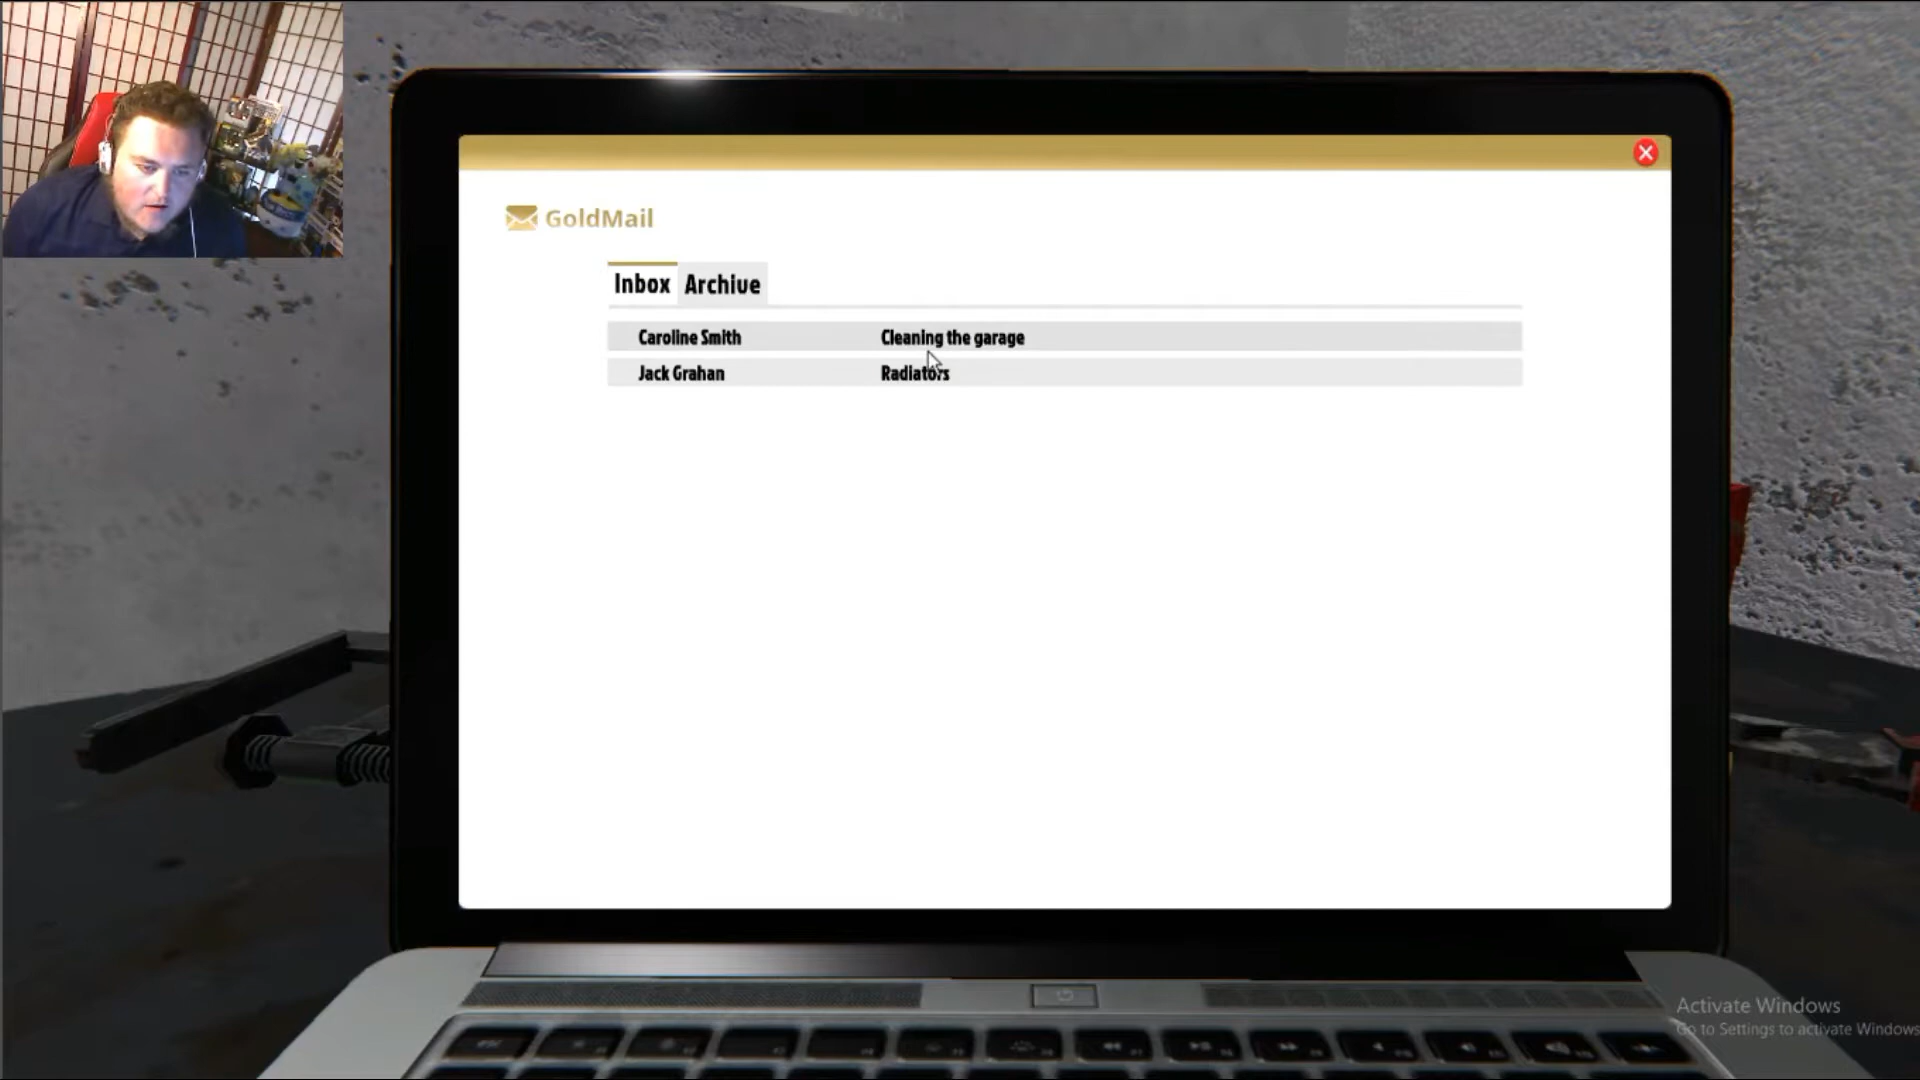 GoldMail
Inbox Archive
Caroline Smith Cleaning the garage
Jack Grahan Radiators
Activate Windows
Go to Settings to activate Windows